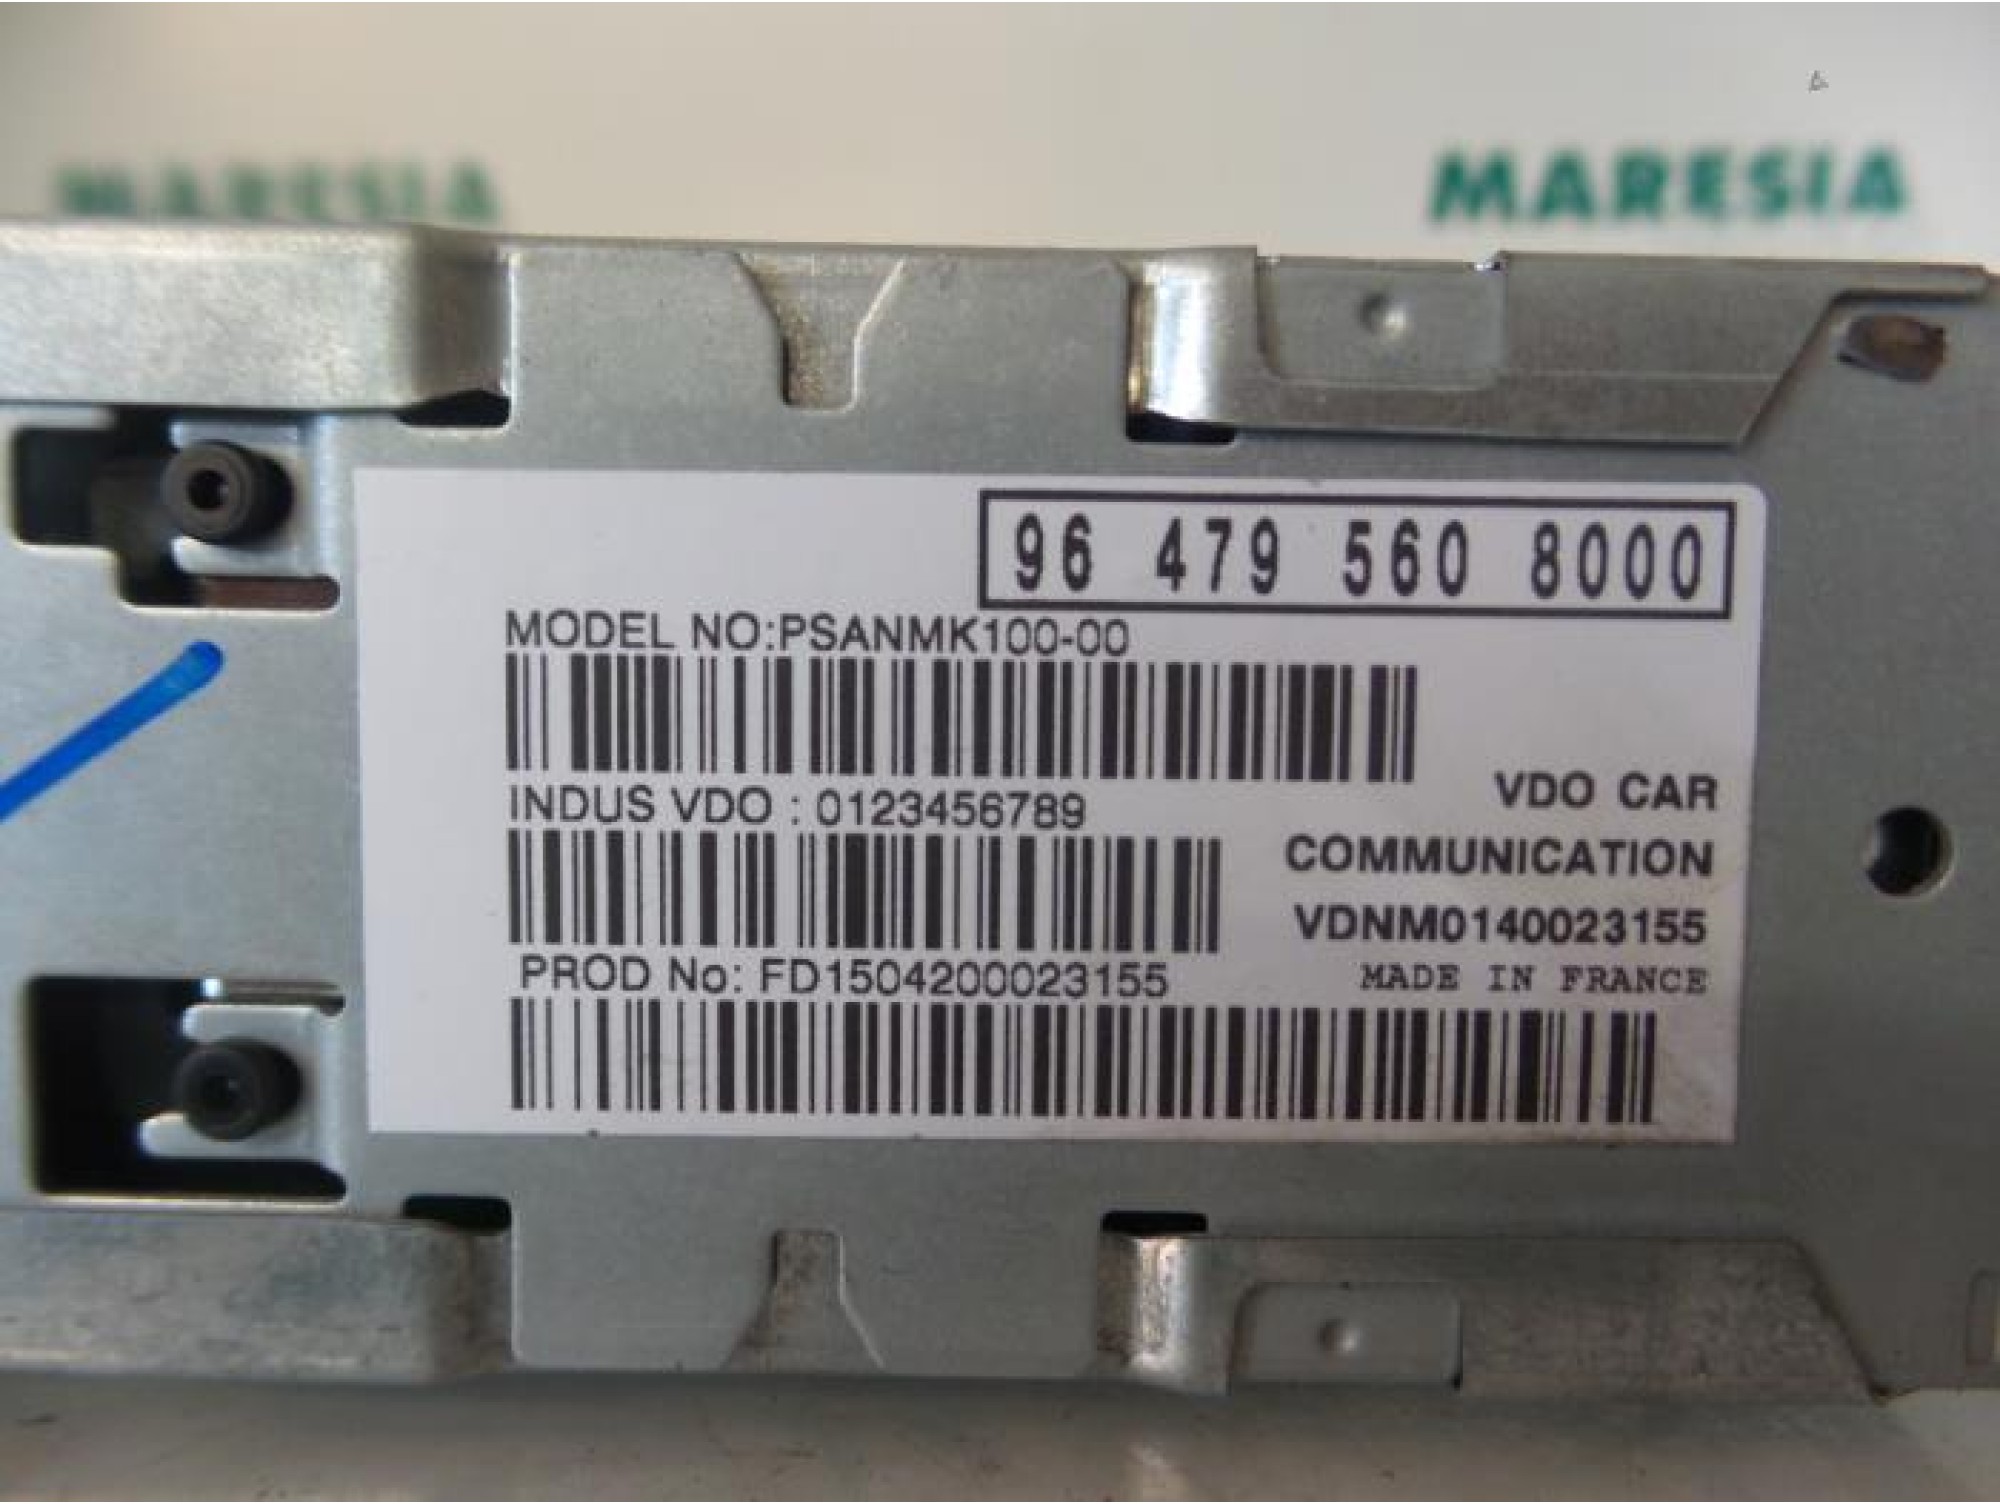 MARESIA MARESIA
96 479 560 8000
MODEL NO:PSANMK100-00
INDUS VDO : 0123456789
VDO CAR
COMMUNICATION
VDNM0140023155
PROD No: FD1504200023155
MADE IN FRANCE